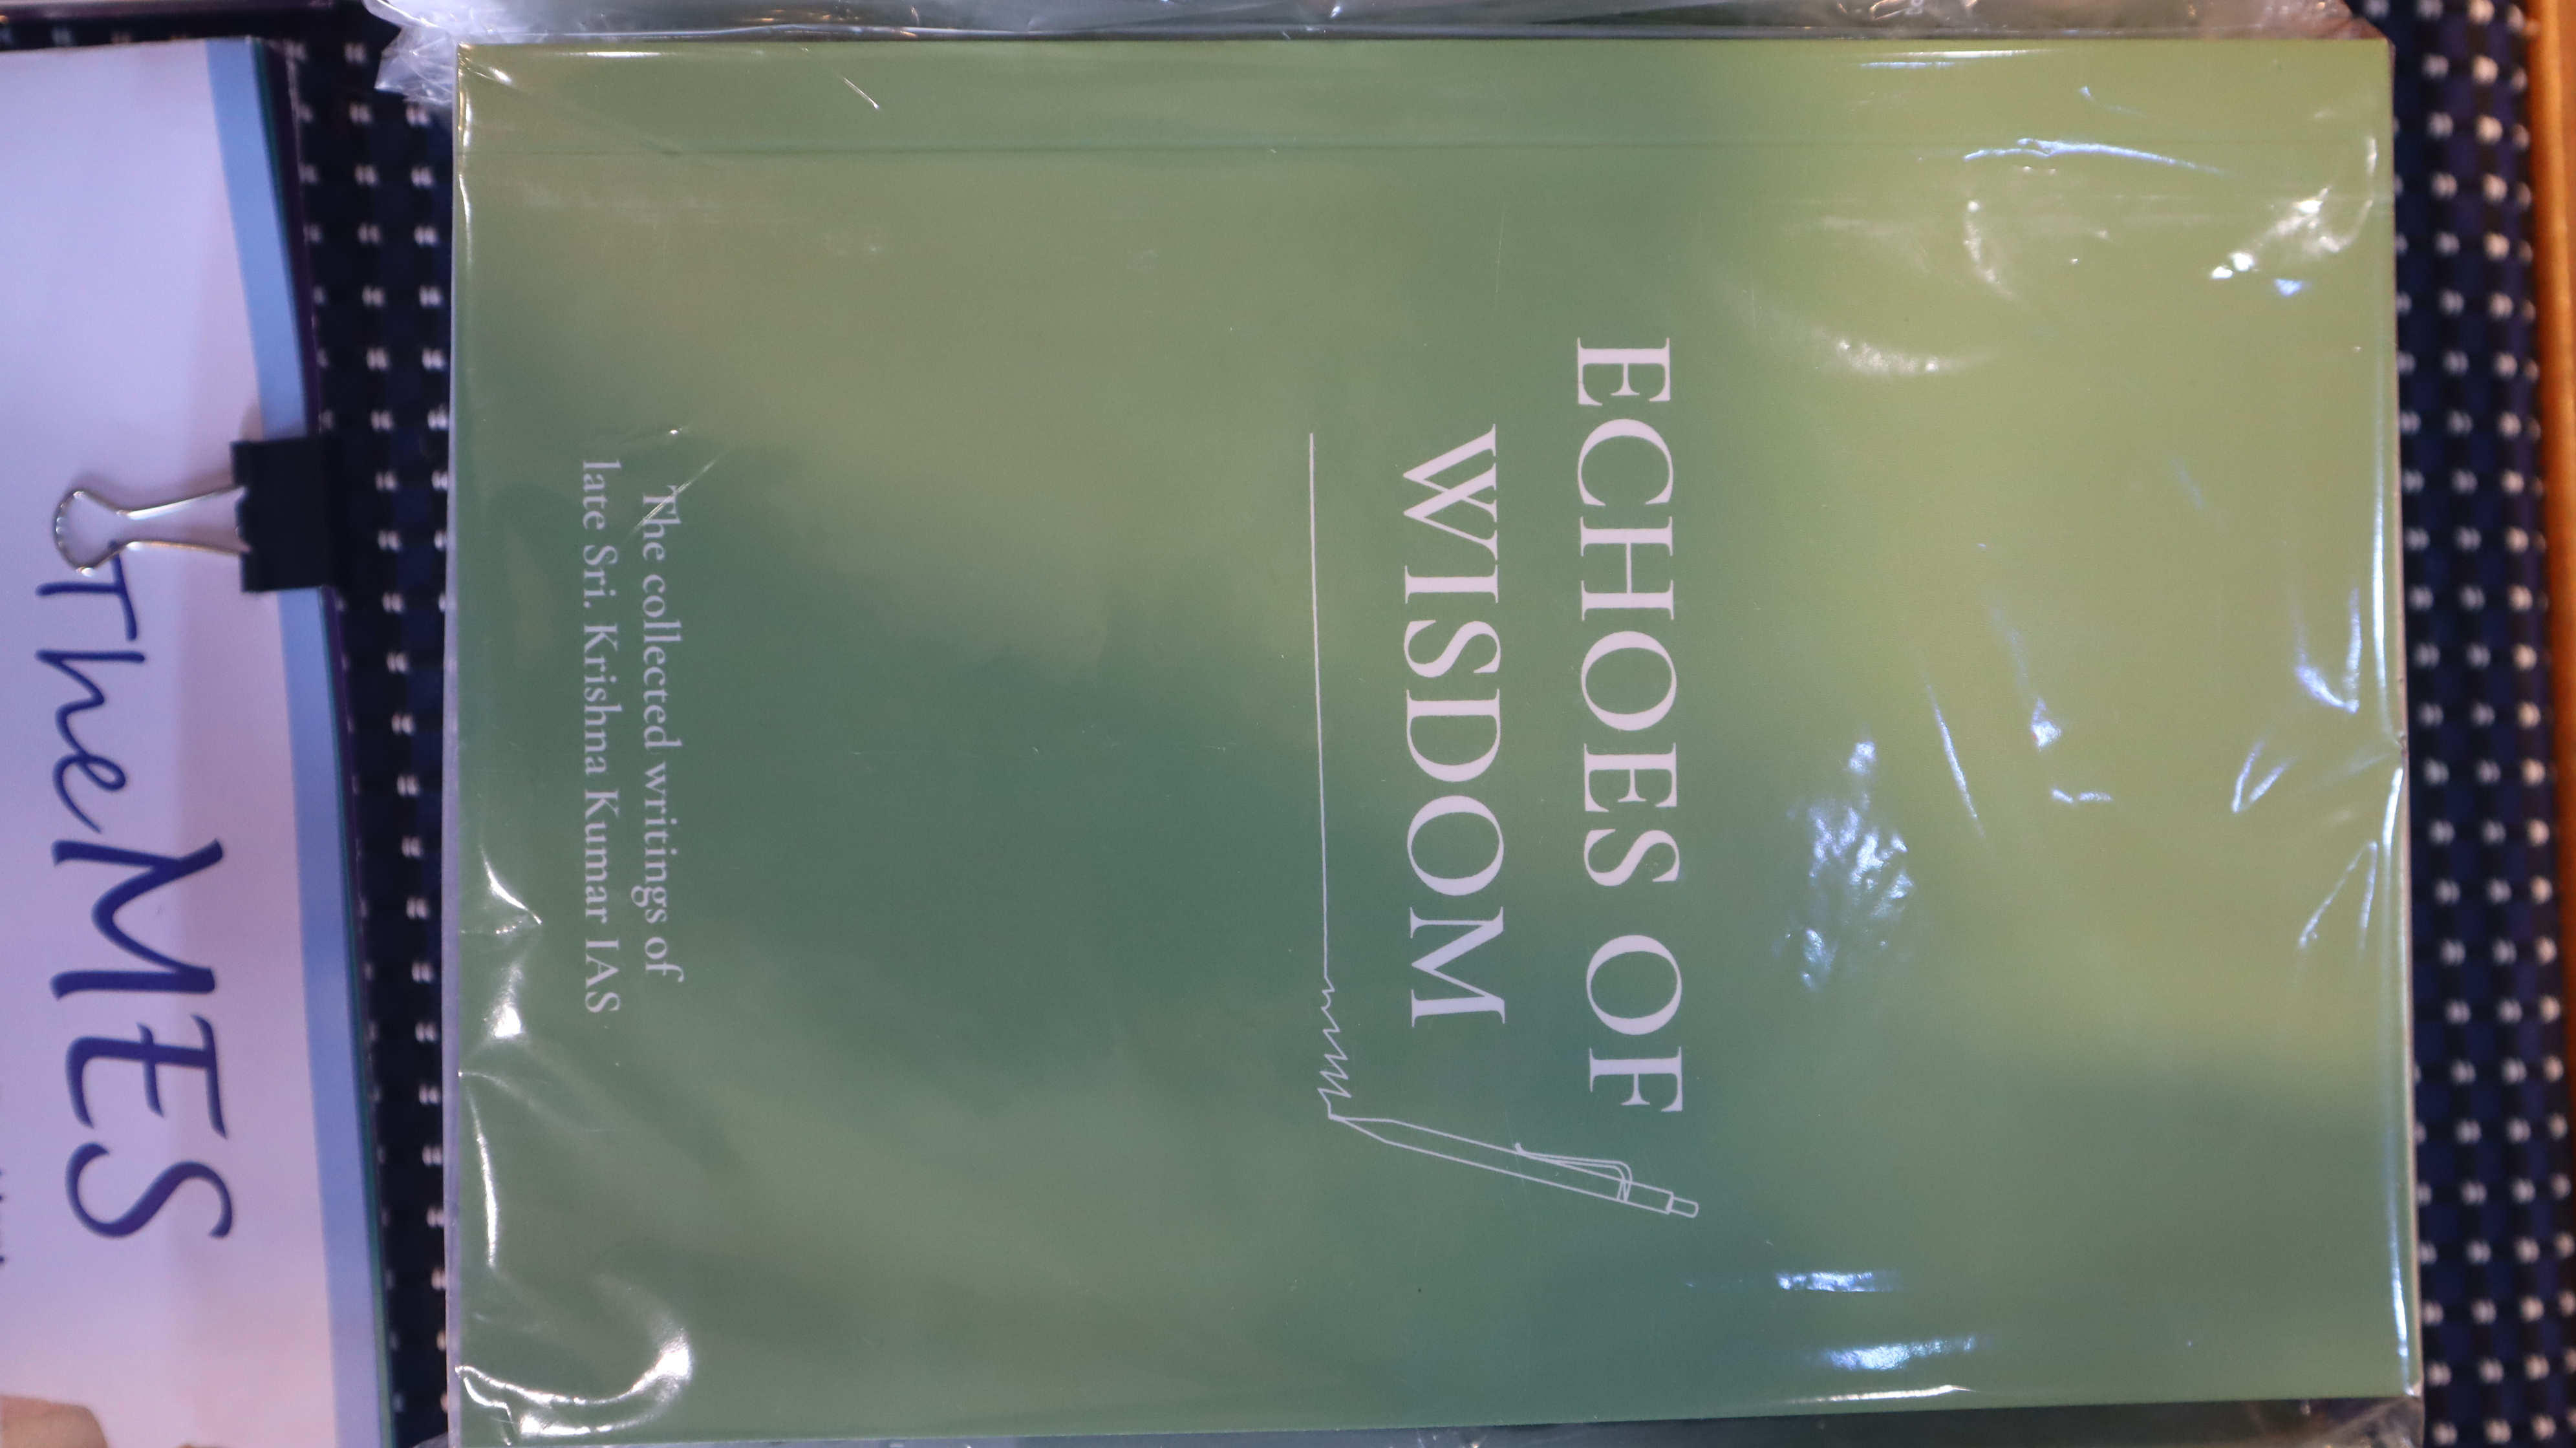 ECHOES OF
WISDOM
The collected writings of
late Sri. Krishna Kumar IAS
TheMES